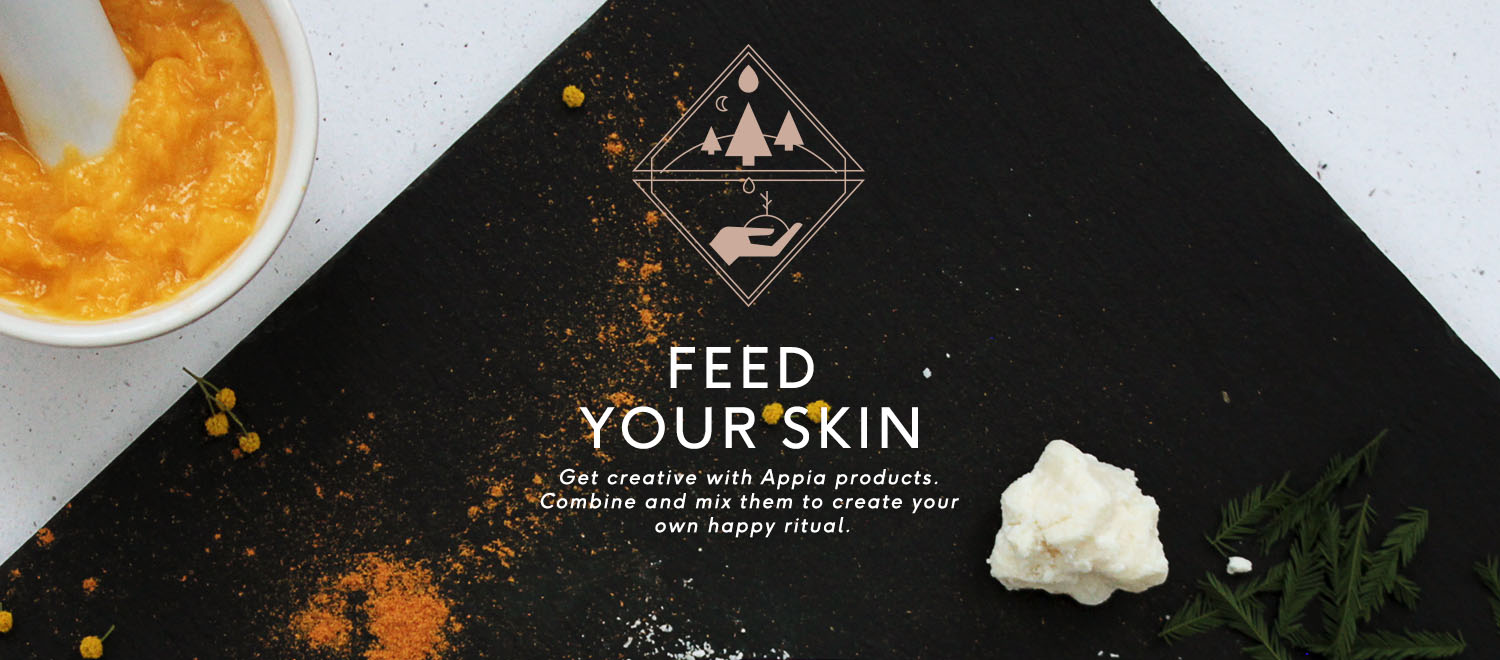 FEED
YOUR SKIN
Get creative with Appia products.
Combine and mix them to create your
own happy ritual.